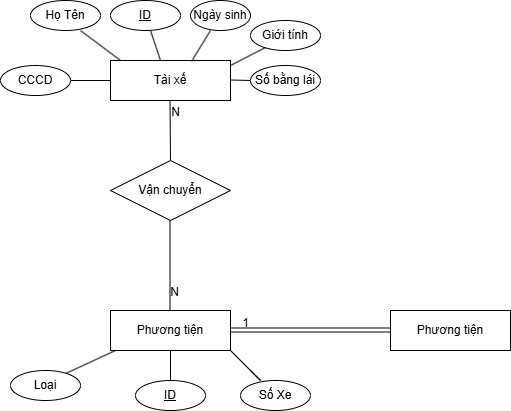 Họ Tên
ID
Ngày sinh
Giới tính
CCCD
Tài xế
Số bằng lái
N
Vận chuyển
N
Phương tiện
1
Phương tiện
Loại
ID
Số Xe